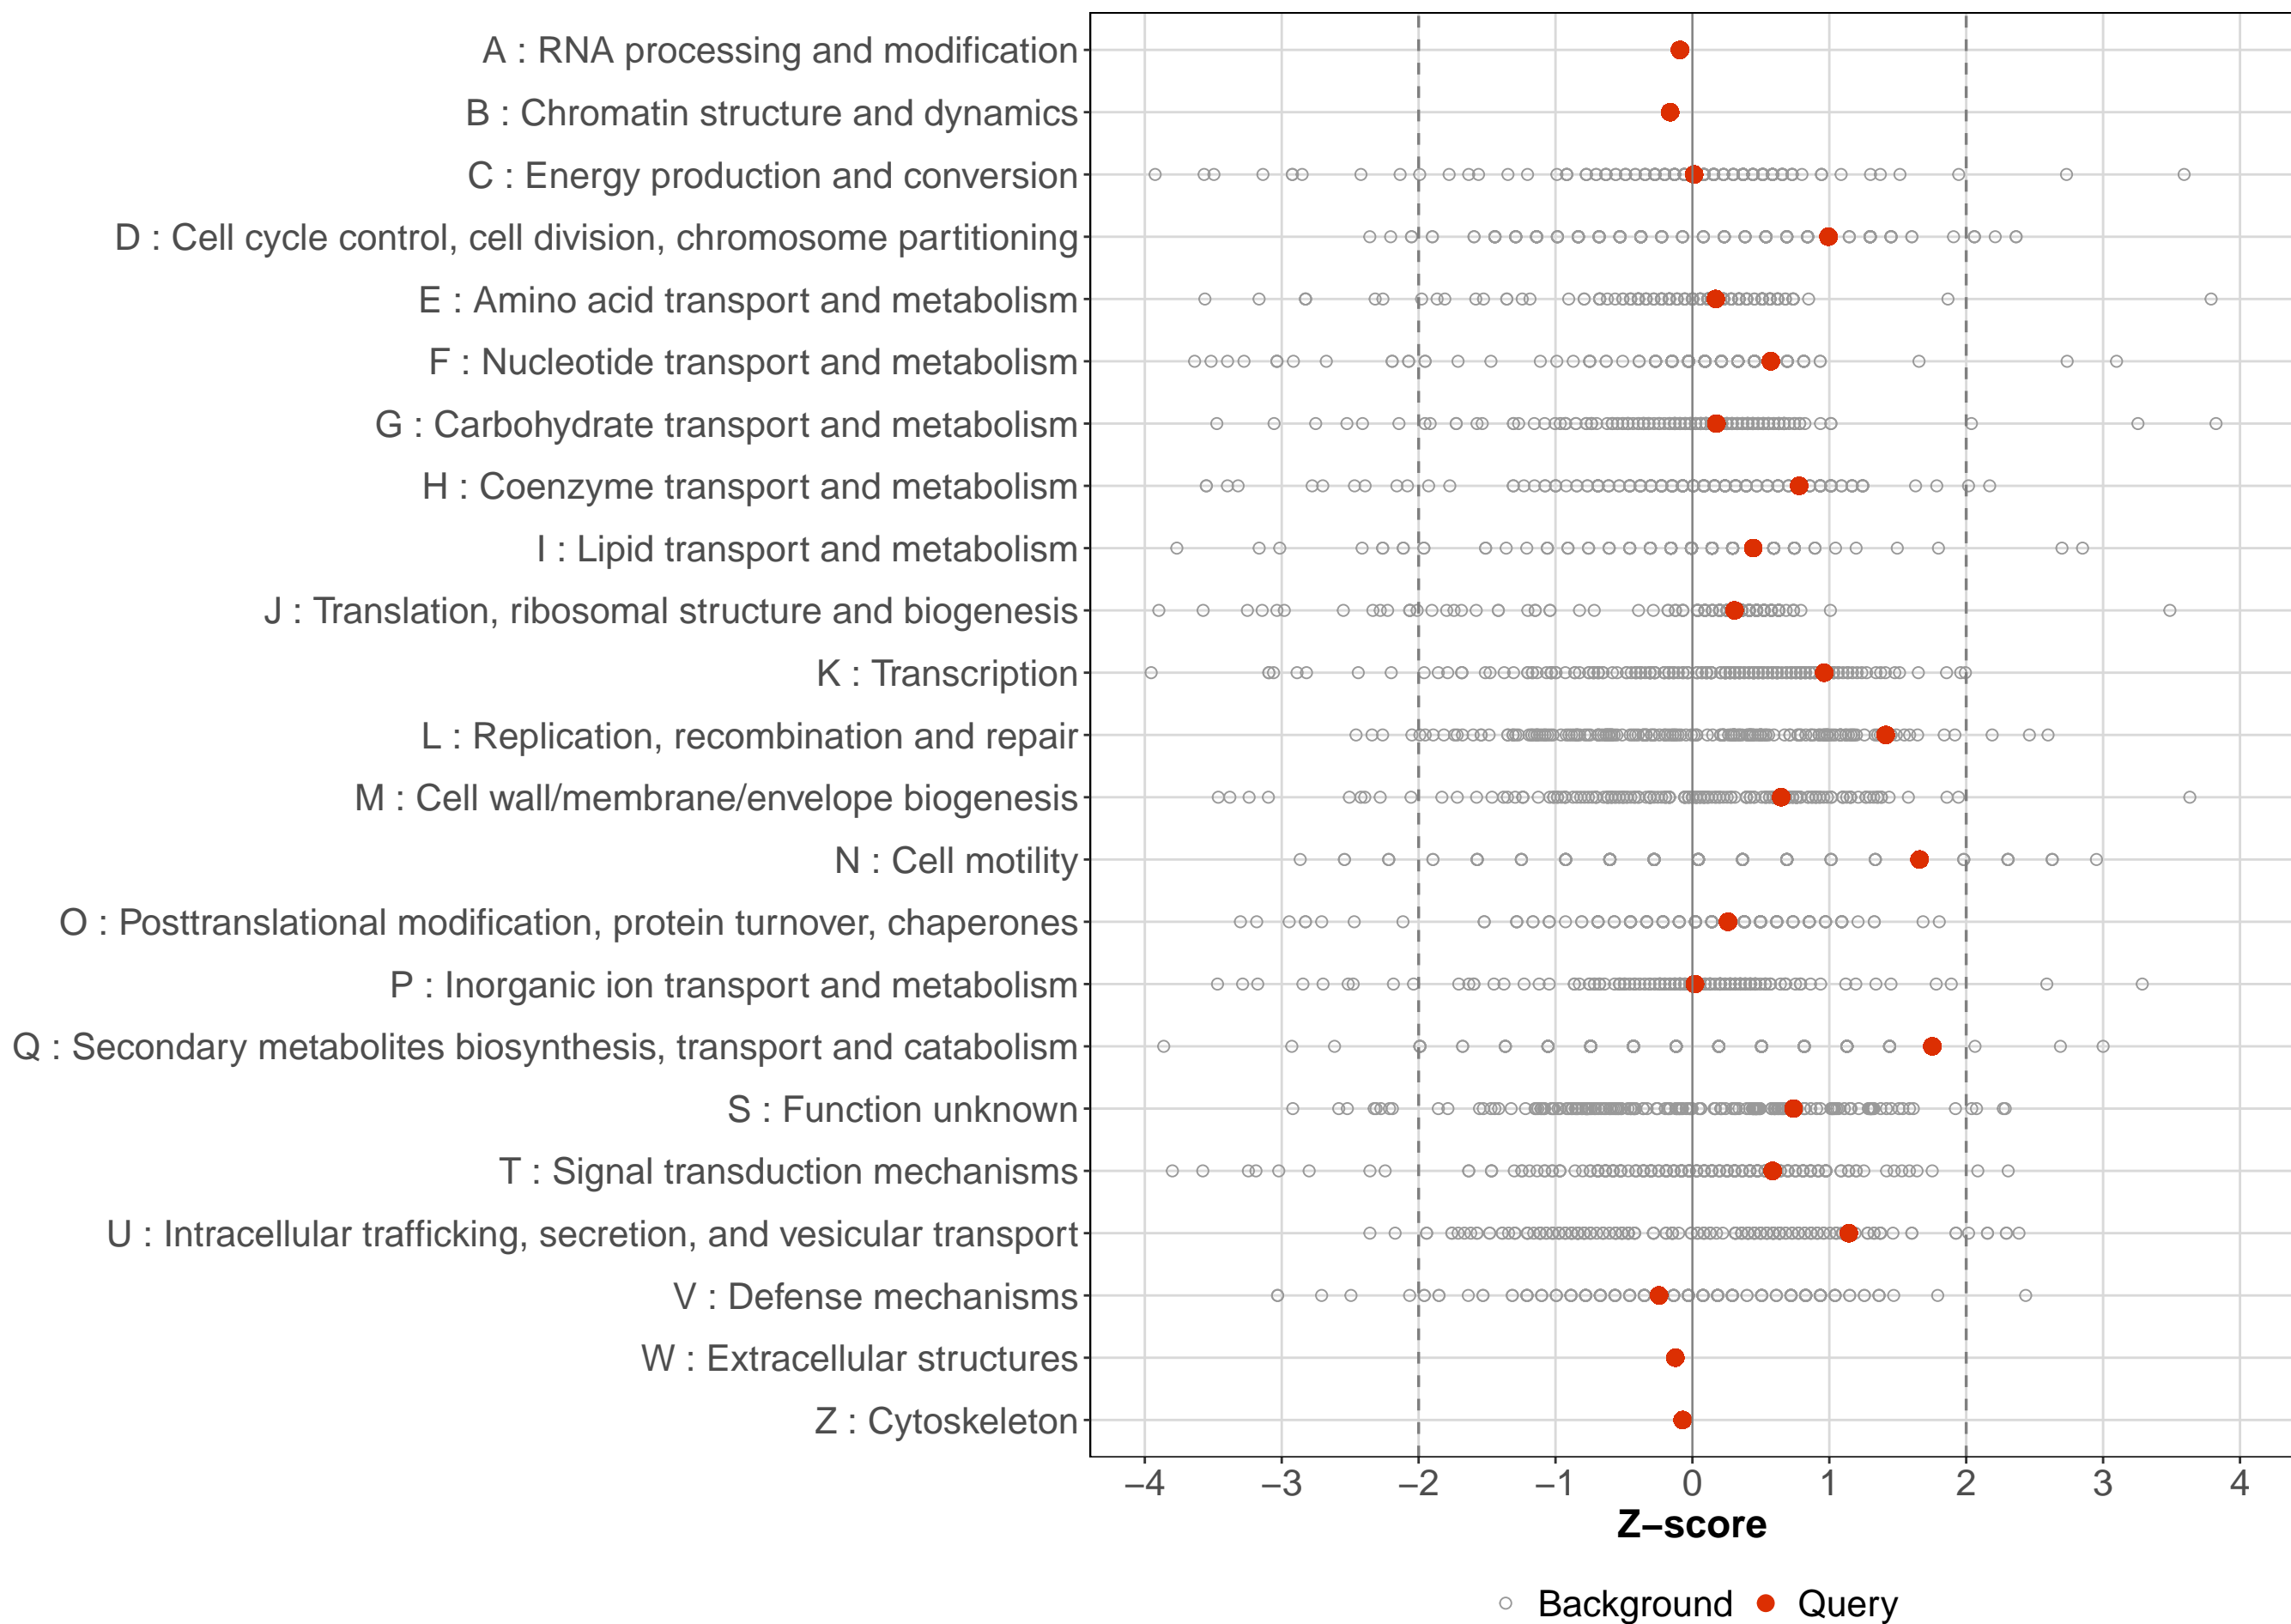 A : RNA processing and modification
B : Chromatin structure and dynamics
C : Energy production and conversion
D : Cell cycle control, cell division, chromosome partitioning
E : Amino acid transport and metabolism
F : Nucleotide transport and metabolism
G : Carbohydrate transport and metabolism
H : Coenzyme transport and metabolism
I : Lipid transport and metabolism
J : Translation, ribosomal structure and biogenesis
K : Transcription
L : Replication, recombination and repair
M : Cell wall/membrane/envelope biogenesis
N : Cell motility
O : Posttranslational modification, protein turnover, chaperones
P : Inorganic ion transport and metabolism
Q : Secondary metabolites biosynthesis, transport and catabolism
S : Function unknown
T : Signal transduction mechanisms
U : Intracellular trafficking, secretion, and vesicular transport
V : Defense mechanisms
W : Extracellular structures
Z : Cytoskeleton
−4 −3 −2 −1 0 1 2 3 4
Z−score
Background Query